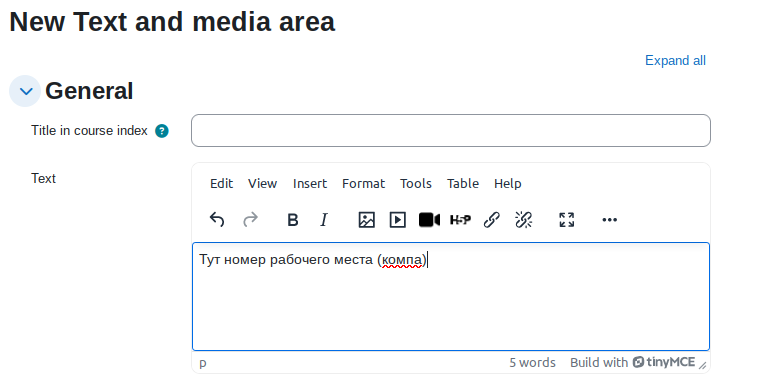 New Text and media area
Expand all
General
Title in course index ?
Text
Edit View Insert Format Tools Table Help
B I H5P •••
Тут номер рабочего места (компа)
p 5 words Build with tinyMCE